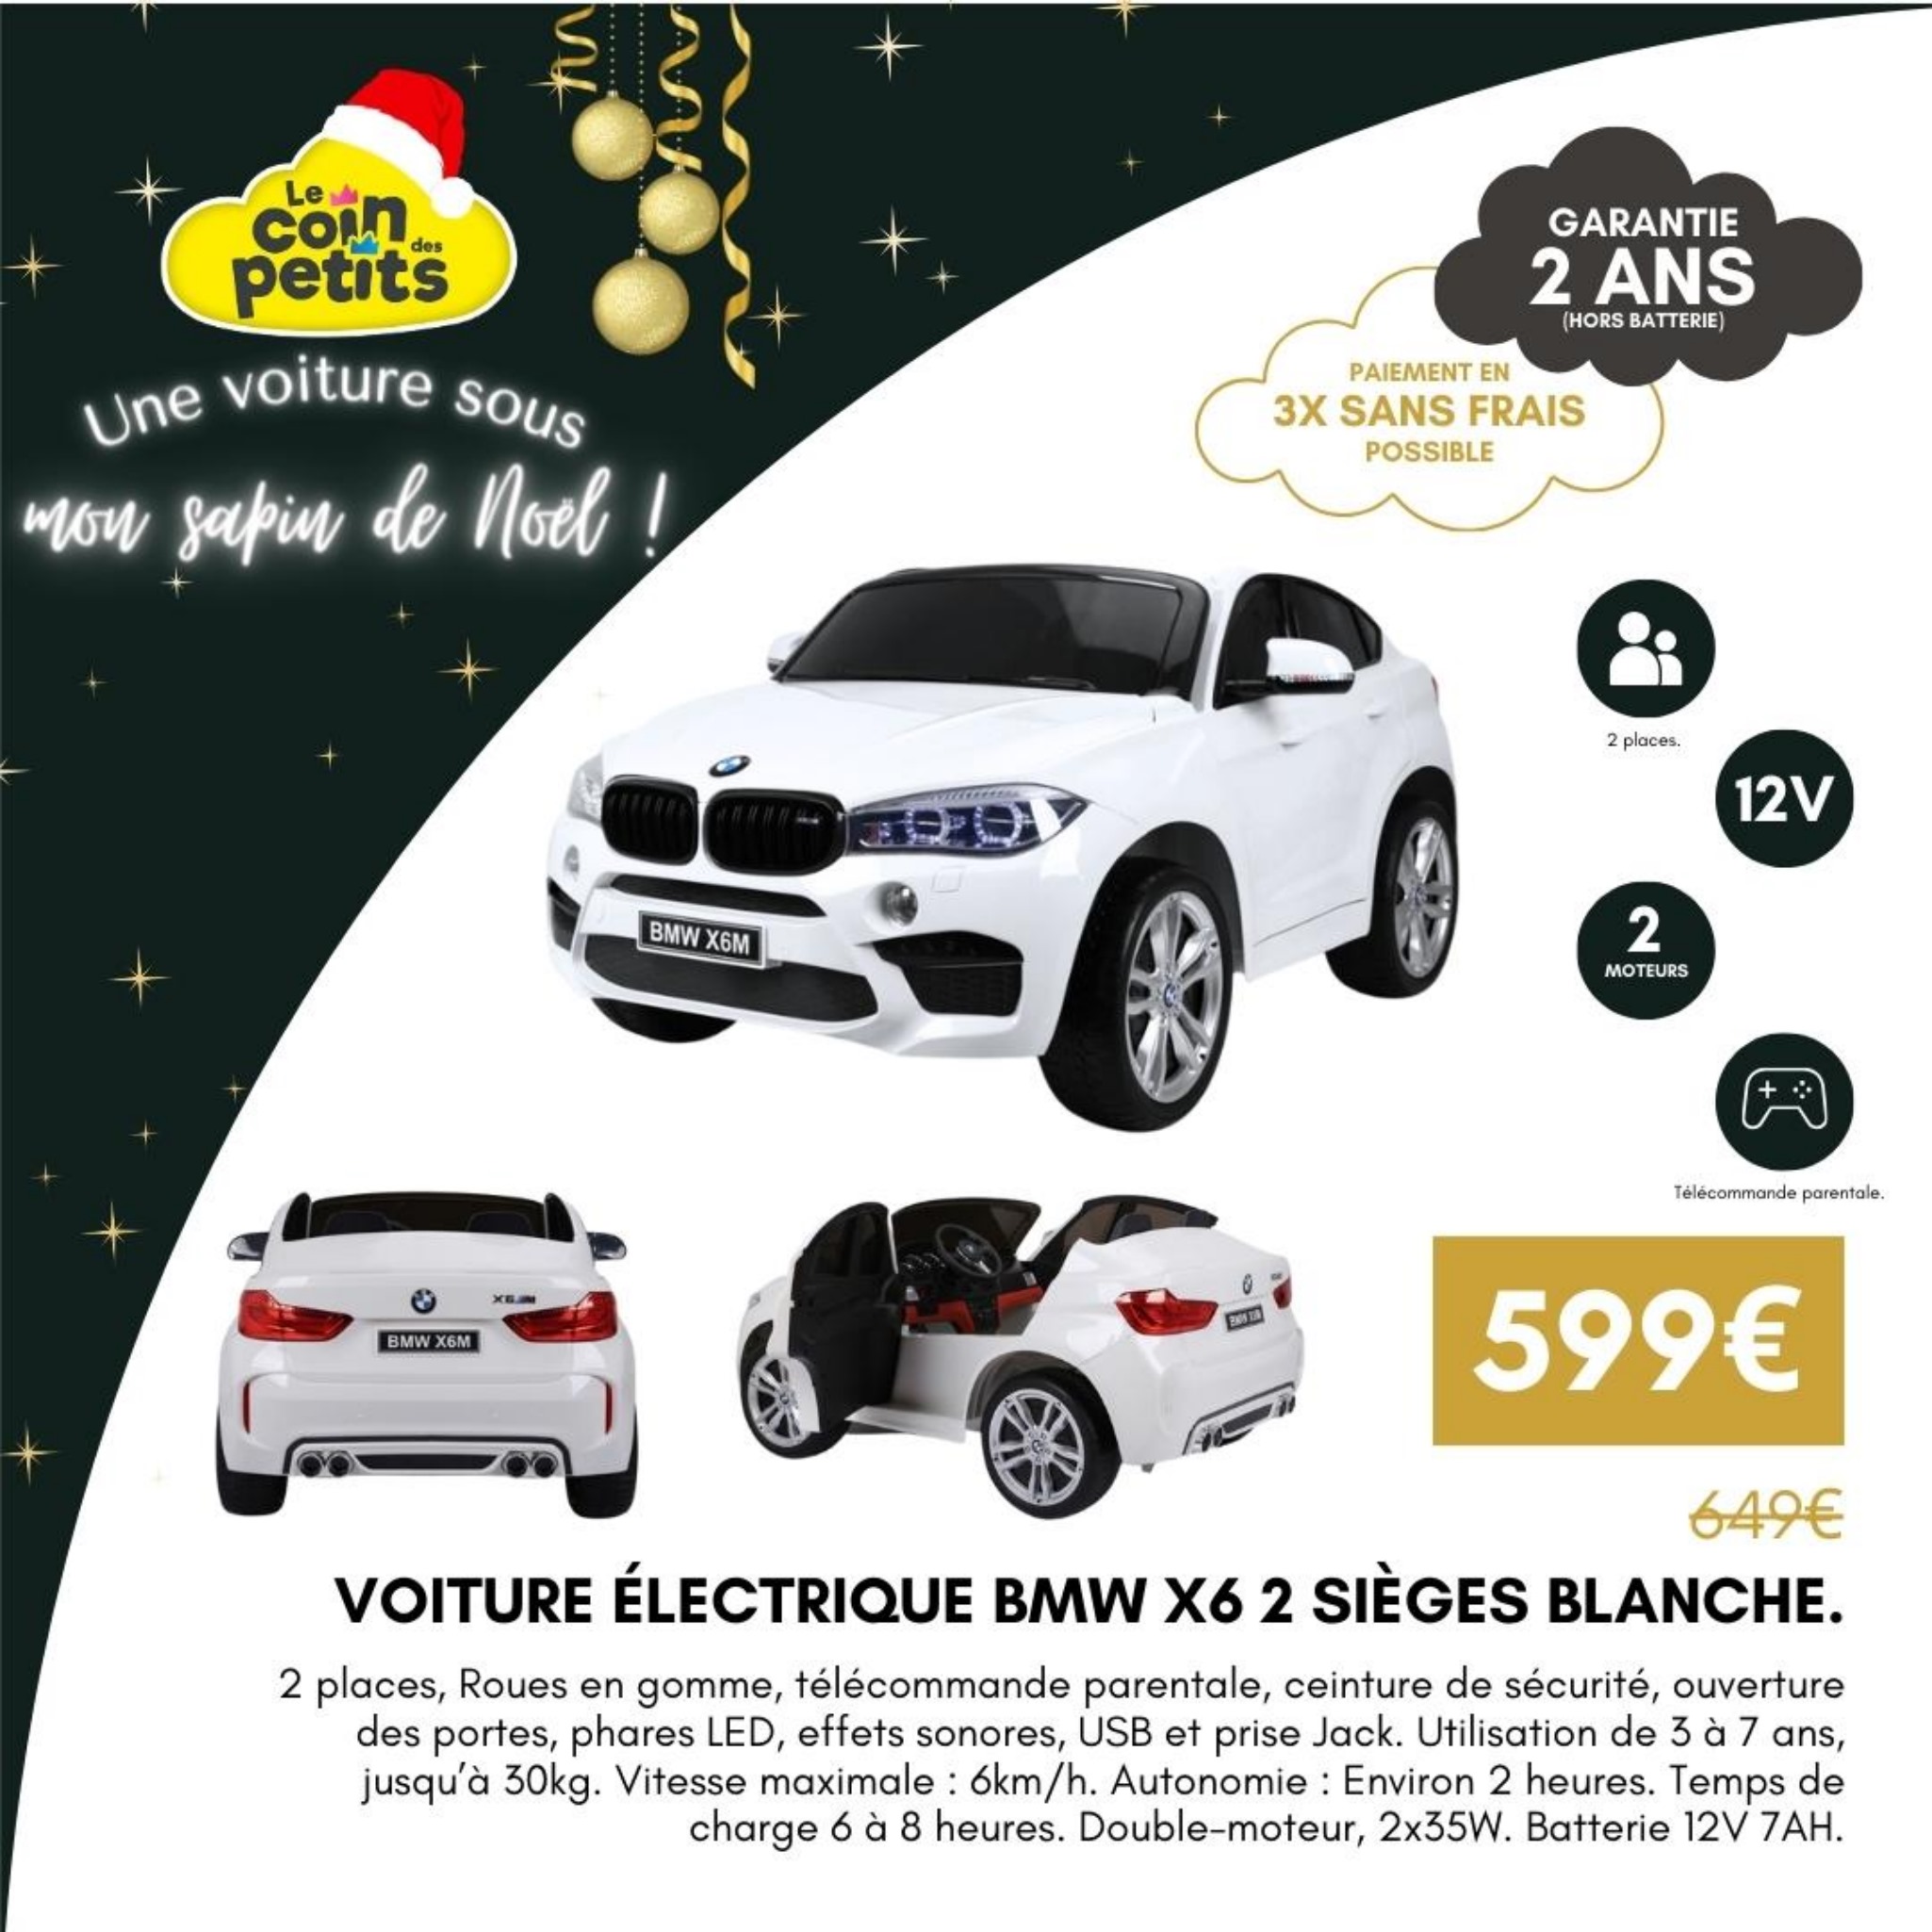 Le
coin des
petits
Une voiture sous
mon sapin de Noël !
GARANTIE
2 ANS
(HORS BATTERIE)
PAIEMENT EN
3X SANS FRAIS
POSSIBLE
2 places.
12V
BMW X6M
2
MOTEURS
Télécommande parentale.
X6 M
BMW X6M
BMW X6M
599€
649€
VOITURE ÉLECTRIQUE BMW X6 2 SIÈGES BLANCHE.
2 places, Roues en gomme, télécommande parentale, ceinture de sécurité, ouverture
des portes, phares LED, effets sonores, USB et prise Jack. Utilisation de 3 à 7 ans,
jusqu'à 30kg. Vitesse maximale : 6km/h. Autonomie : Environ 2 heures. Temps de
charge 6 à 8 heures. Double-moteur, 2x35W. Batterie 12V 7AH.